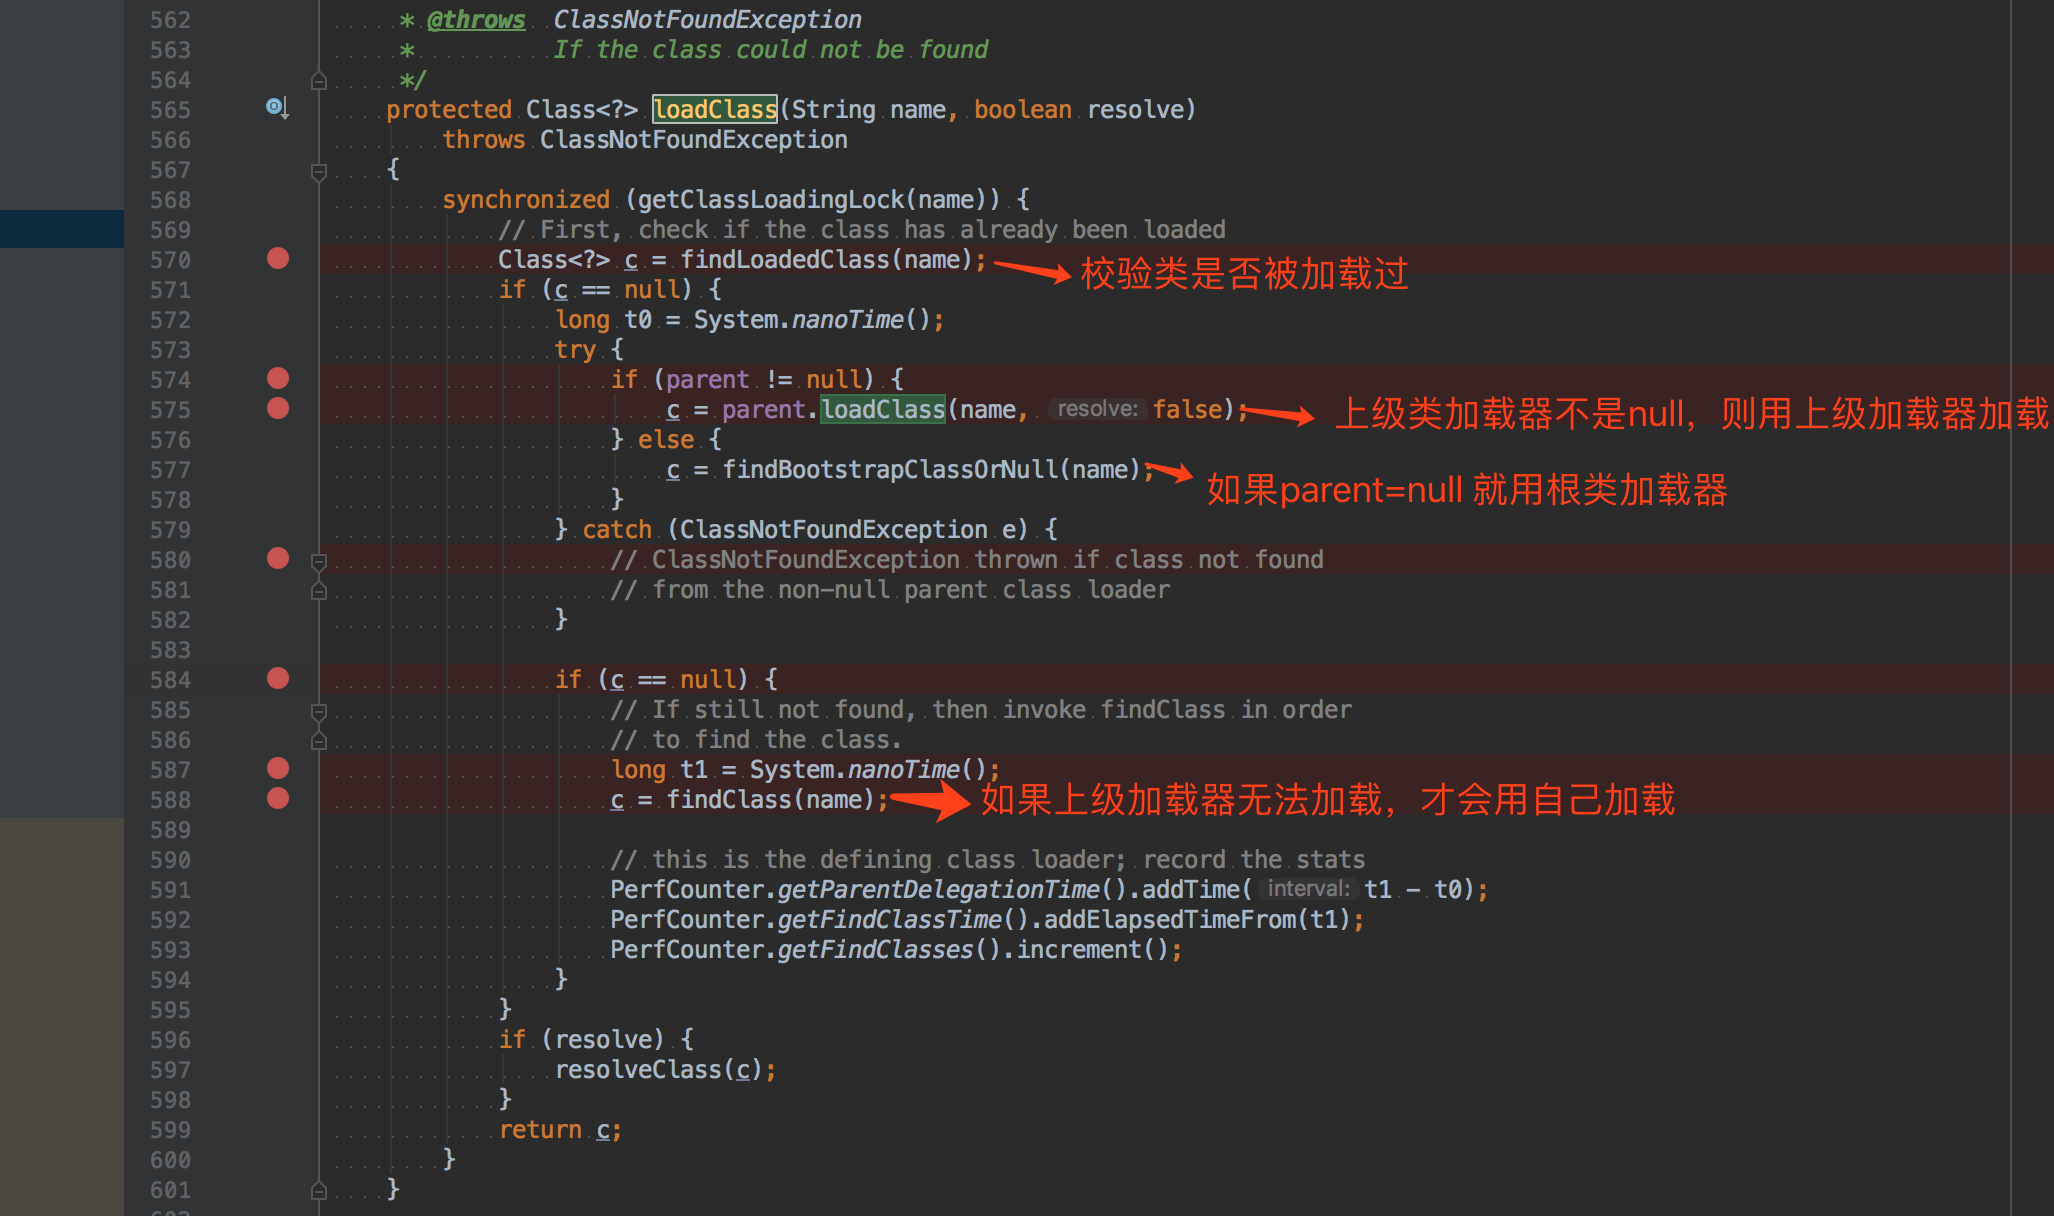 562 * @throws ClassNotFoundException
563 * If the class could not be found
564 */
565 protected Class<?> loadClass(String name, boolean resolve)
566 throws ClassNotFoundException
567 {
568 synchronized (getClassLoadingLock(name)) {
569 // First, check if the class has already been loaded
570 Class<?> c = findLoadedClass(name); 校验类是否被加载过
571 if (c == null) {
572 long t0 = System.nanoTime();
573 try {
574 if (parent != null) {
575 c = parent.loadClass(name, resolve: false); 上级类加载器不是null，则用上级加载器加载
576 } else {
577 c = findBootstrapClassOrNull(name); 如果parent=null 就用根类加载器
578 }
579 } catch (ClassNotFoundException e) {
580 // ClassNotFoundException thrown if class not found
581 // from the non-null parent class loader
582 }
583
584 if (c == null) {
585 // If still not found, then invoke findClass in order
586 // to find the class.
587 long t1 = System.nanoTime();
588 c = findClass(name); 如果上级加载器无法加载，才会用自己加载
589
590 // this is the defining class loader; record the stats
591 PerfCounter.getParentDelegationTime().addTime( interval: t1 - t0);
592 PerfCounter.getFindClassTime().addElapsedTimeFrom(t1);
593 PerfCounter.getFindClasses().increment();
594 }
595 }
596 if (resolve) {
597 resolveClass(c);
598 }
599 return c;
600 }
601 }